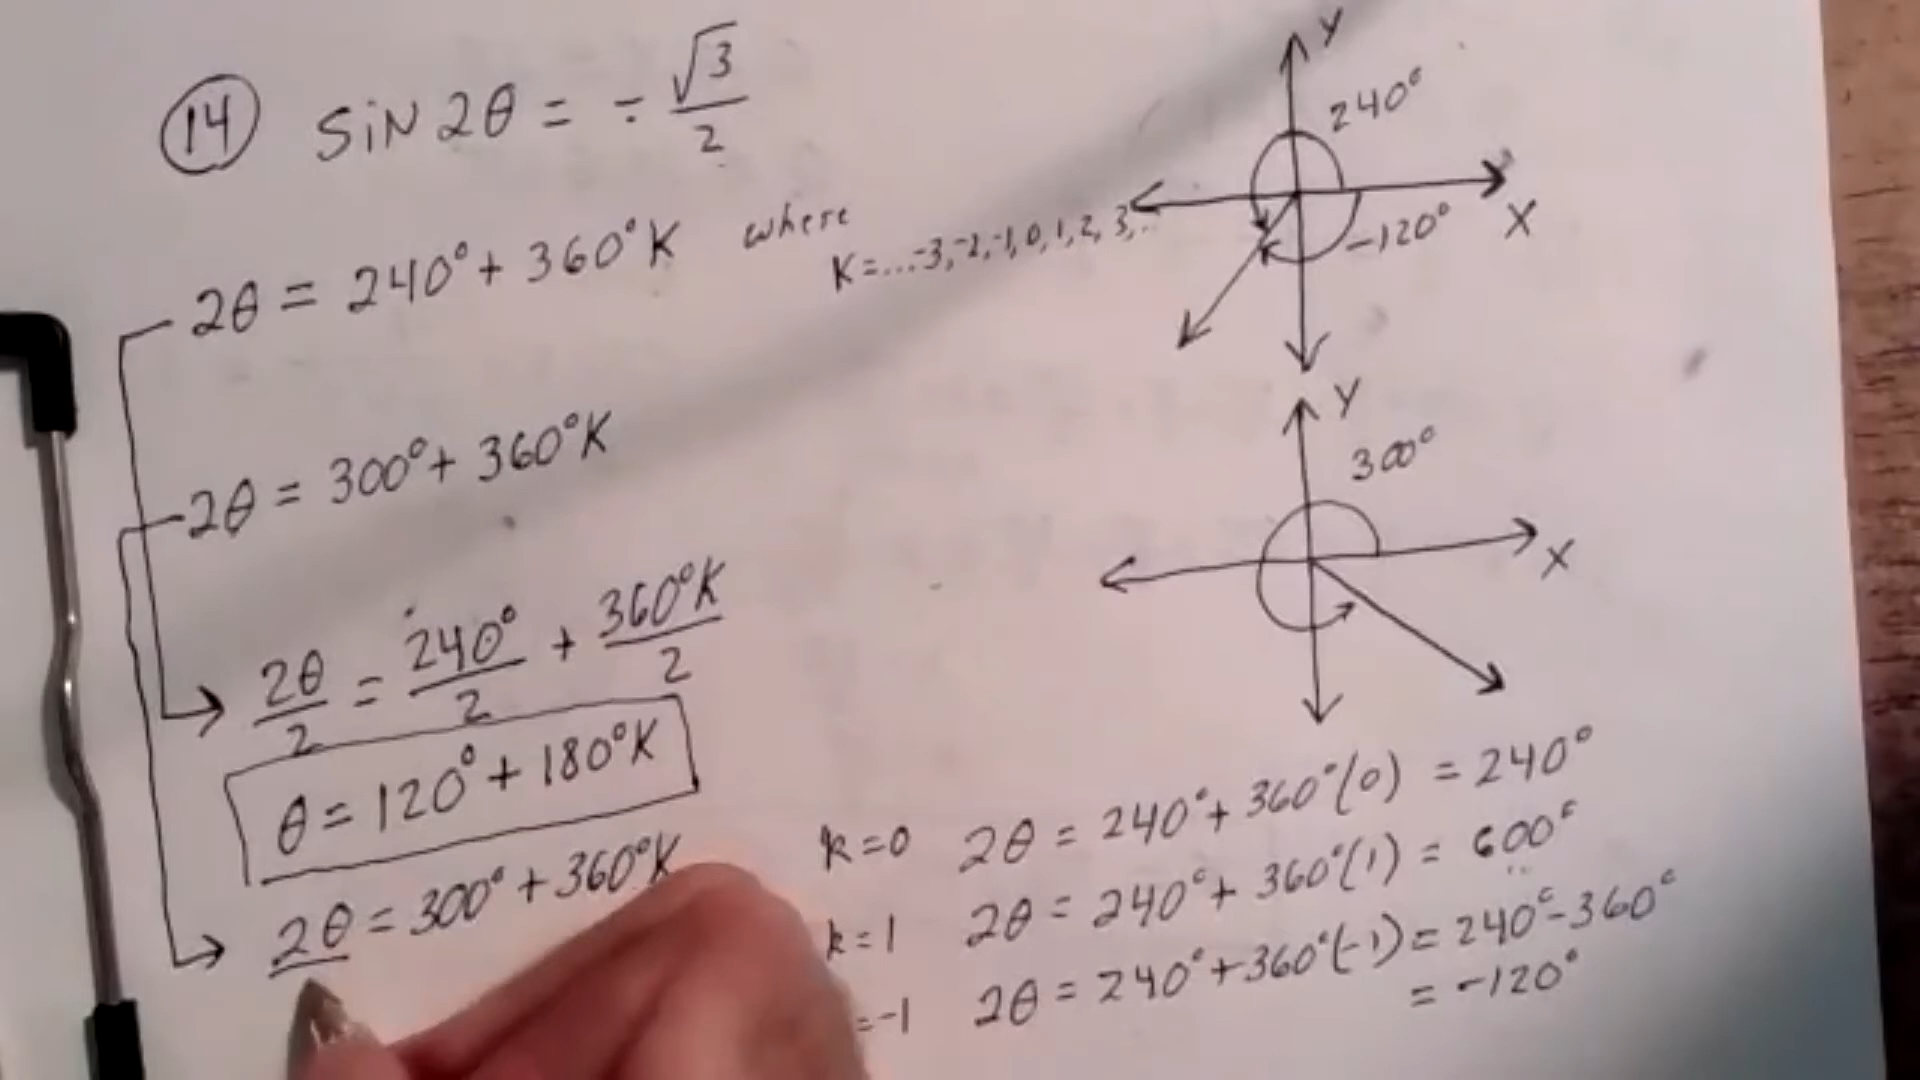 14 SIN 2θ = - √3/2
2θ = 240° + 360°K where
K = ... -3, -2, -1, 0, 1, 2, 3, ..
2θ = 300° + 360°K
2θ/2 = 240°/2 + 360°K/2
θ = 120° + 180°K
2θ = 300° + 360°K
Y
240°
-120°
X
Y
300°
X
k=0 2θ = 240° + 360°(0) = 240°
k=1 2θ = 240° + 360°(1) = 600°
=-1 2θ = 240° + 360°(-1) = 240° - 360°
= -120°